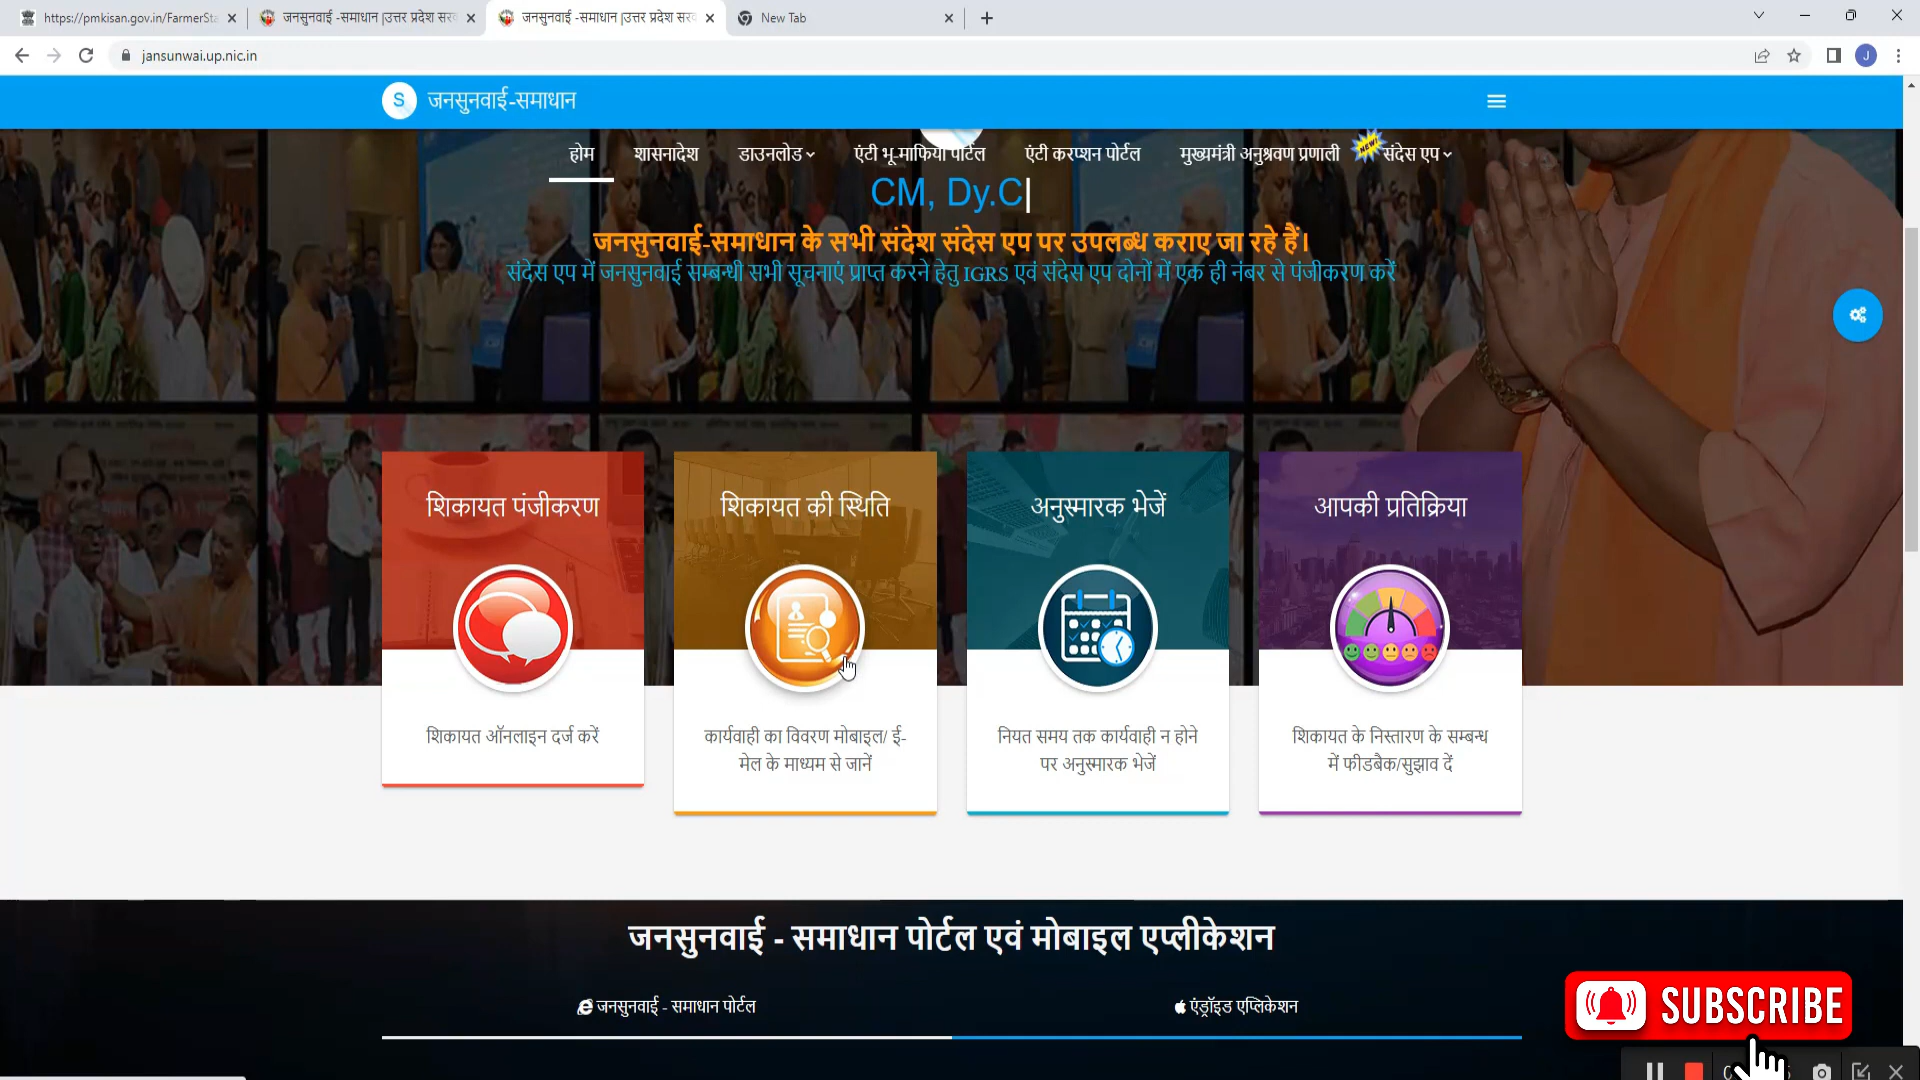 https://pmkisan.gov.in/FarmerSta
जनसुनवाई -समाधान |उत्तर प्रदेश सर
जनसुनवाई -समाधान |उत्तर प्रदेश सर
New Tab
jansunwai.up.nic.in
J
S जनसुनवाई-समाधान
होम शासनादेश डाउनलोड एंटी भू-माफिया पोर्टल एंटी करप्शन पोर्टल मुख्यमंत्री अनुश्रवण प्रणाली NEW! संदेस एप
CM, Dy.C|
जनसुनवाई-समाधान के सभी संदेश संदेस एप पर उपलब्ध कराए जा रहे हैं।
संदेस एप में जनसुनवाई सम्बन्धी सभी सूचनाएं प्राप्त करने हेतु IGRS एवं संदेस एप दोनों में एक ही नंबर से पंजीकरण करें
शिकायत पंजीकरण
शिकायत ऑनलाइन दर्ज करें
शिकायत की स्थिति
कार्यवाही का विवरण मोबाइल/ ई-
मेल के माध्यम से जानें
अनुस्मारक भेजें
नियत समय तक कार्यवाही न होने
पर अनुस्मारक भेजें
आपकी प्रतिक्रिया
शिकायत के निस्तारण के सम्बन्ध
में फीडबैक/सुझाव दें
जनसुनवाई - समाधान पोर्टल एवं मोबाइल एप्लीकेशन
जनसुनवाई - समाधान पोर्टल
एंड्रॉइड एप्लिकेशन
SUBSCRIBE